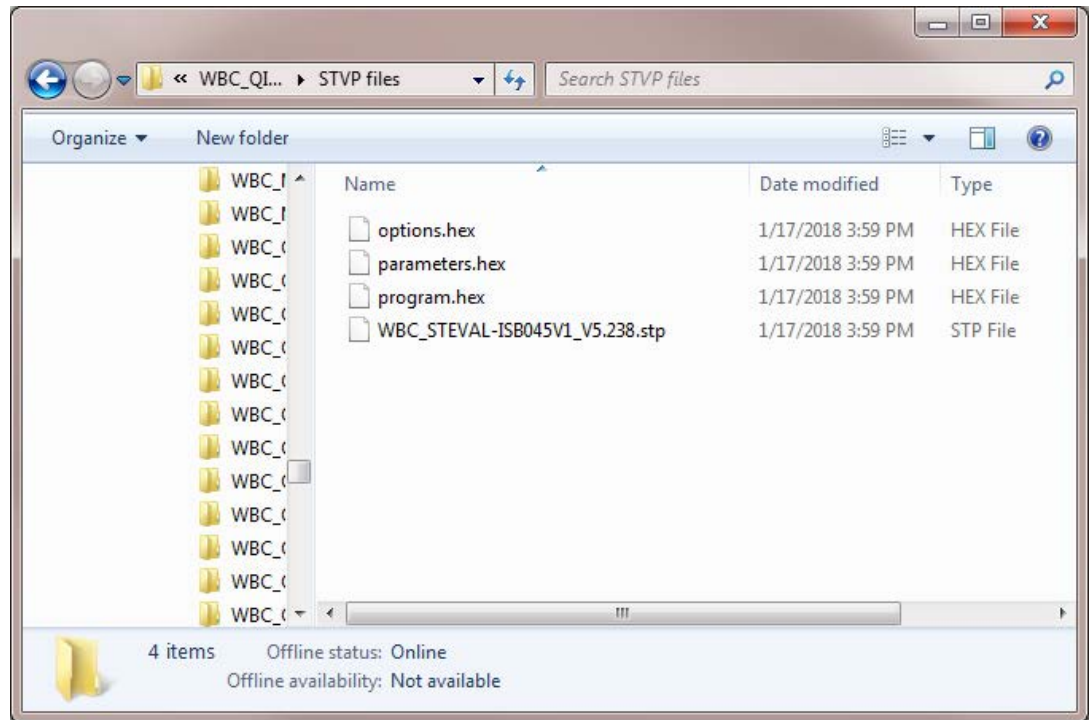 « WBC_QI... ▸ STVP files
Search STVP files
Organize
New folder
Name
Date modified
Type
WBC_
WBC_
WBC_
WBC_
WBC_
WBC_
WBC_
WBC_
WBC_
WBC_
WBC_
WBC_
WBC_
WBC_
options.hex 1/17/2018 3:59 PM HEX File
parameters.hex 1/17/2018 3:59 PM HEX File
program.hex 1/17/2018 3:59 PM HEX File
WBC_STEVAL-ISB045V1_V5.238.stp 1/17/2018 3:59 PM STP File
4 items Offline status: Online
Offline availability: Not available